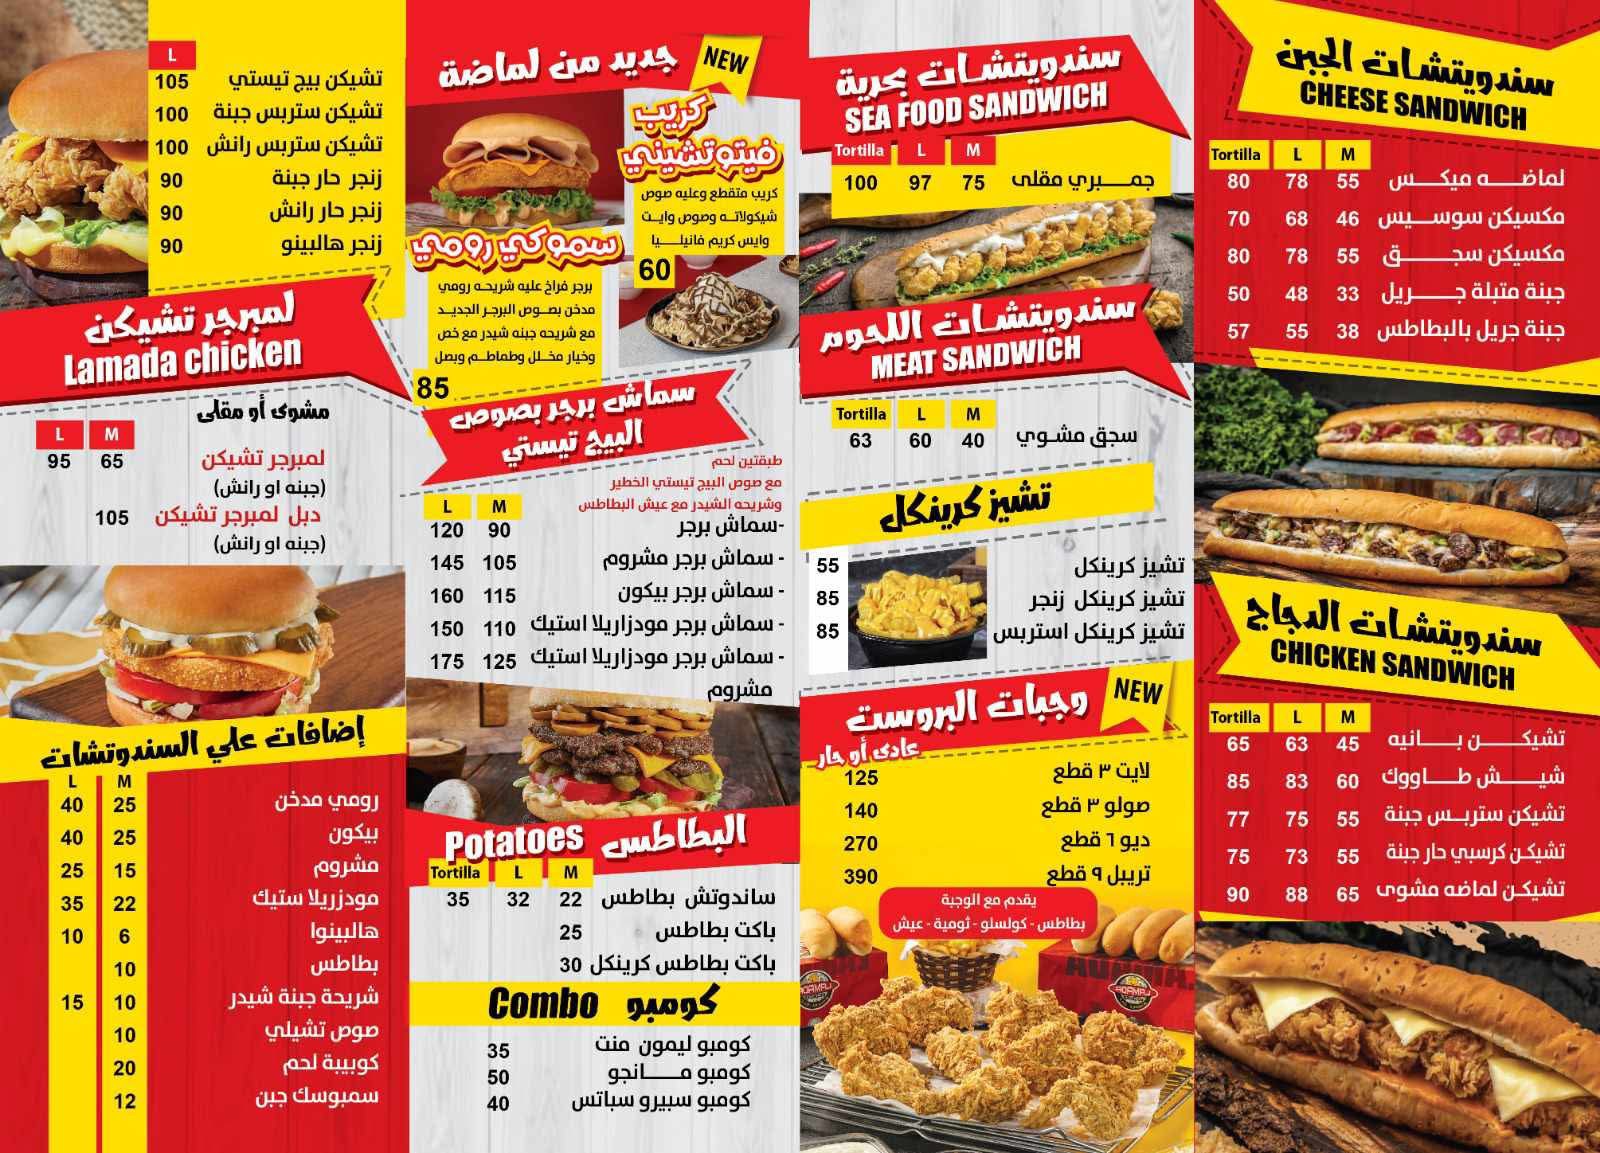 سندويتشات الجبن
CHEESE SANDWICH
Tortilla L M
لماضه ميكس 55 78 80
مكسيكن سوسيس 46 68 70
مكسيكن سجق 55 78 80
جبنة متبلة جريل 33 48 50
جبنة جريل بالبطاطس 38 55 57
سندويتشات الدجاج
CHICKEN SANDWICH
Tortilla L M
تشيكن بانيه 45 63 65
شيش طاووك 60 83 85
تشيكن ستربس جبنة 55 75 77
تشيكن كرسبي حار جبنة 55 73 75
تشيكن لماضه مشوى 65 88 90
سندويتشات بحرية
SEA FOOD SANDWICH
Tortilla L M
جمبري مقلى 75 97 100
سندويتشات اللحوم
MEAT SANDWICH
Tortilla L M
سجق مشوي 40 60 63
تشيز كرينكل
تشيز كرينكل 55
تشيز كرينكل زنجر 85
تشيز كرينكل استربس 85
NEW
وجبات البروست
عادى أو حار
لايت ٣ قطع 125
صولو ٣ قطع 140
ديو ٦ قطع 270
تريبل ٩ قطع 390
يقدم مع الوجبة
بطاطس - كولسلو - ثومية - عيش
جديد من لماضة
NEW
كريب
فيتوتشيني
كريب متقطع وعليه صوص
شيكولاته وصوص وايت
وايس كريم فانيليا
60
سموكي رومي
برجر فراخ عليه شريحه رومي
مدخن بصوص البرجر الجديد
مع شريحه جبنه شيدر مع خص
وخيار مخلل وطماطم وبصل
85
سماش برجر بصوص
البيج تيستي
طبقتين لحم
مع صوص البيج تيستي الخطير
وشريحه الشيدر مع عيش البطاطس
L M
-سماش برجر 90 120
- سماش برجر مشروم 105 145
- سماش برجر بيكون 115 160
- سماش برجر مودزاريلا استيك 110 150
- سماش برجر مودزاريلا استيك 125 175
مشروم
البطاطس Potatoes
Tortilla L M
ساندوتش بطاطس 22 32 35
باكت بطاطس 25
باكت بطاطس كرينكل 30
كومبو Combo
كومبو ليمون منت 35
كومبو مانجو 50
كومبو سبيرو سباتس 40
L
تشيكن بيج تيستي 105
تشيكن ستربس جبنة 100
تشيكن ستربس رانش 100
زنجر حار جبنة 90
زنجر حار رانش 90
زنجر هالبينو 90
لمبرجر تشيكن
Lamada chicken
مشوى أو مقلى
L M
لمبرجر تشيكن 65 95
(جبنه او رانش)
دبل لمبرجر تشيكن 105
(جبنه او رانش)
إضافات علي السندوتشات
L M
رومي مدخن 25 40
بيكون 25 40
مشروم 15 25
مودزريلا ستيك 22 35
هالبينوا 6 10
بطاطس 10
شريحة جبنة شيدر 10 15
صوص تشيلي 10
كوبيبة لحم 20
سمبوسك جبن 12